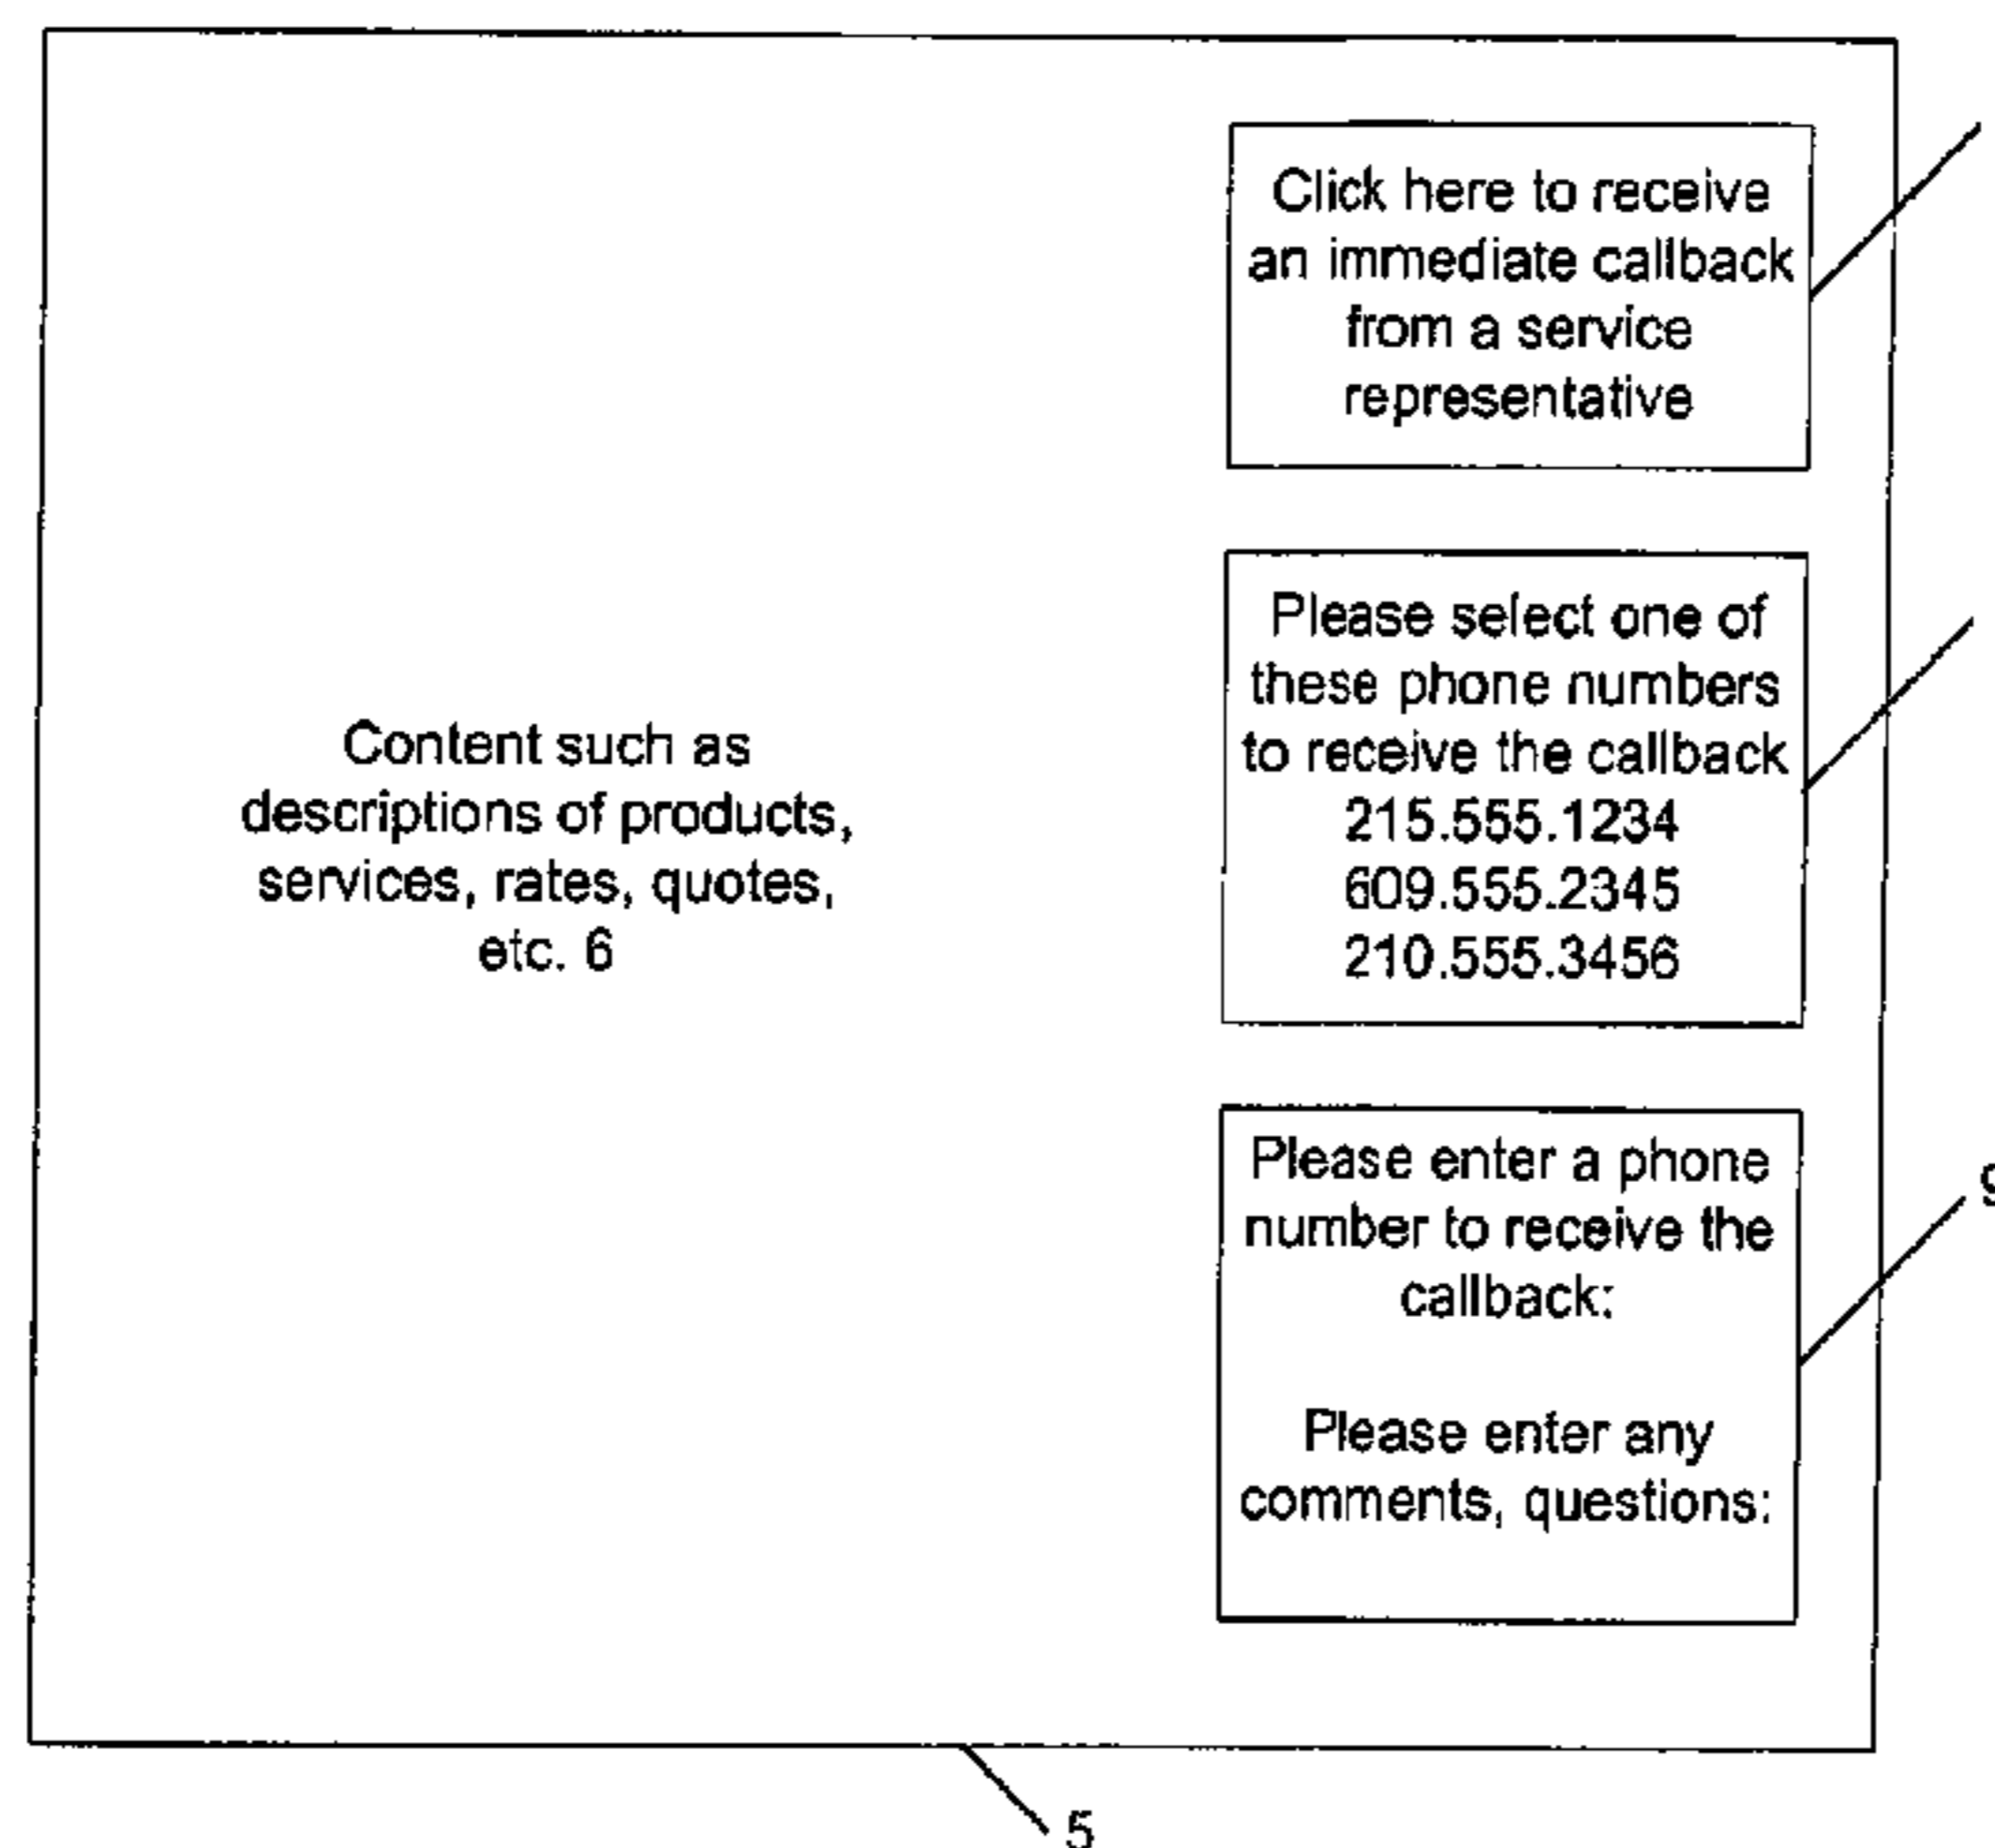 Click here to receive
an immediate callback
from a service
representative
Please select one of
these phone numbers
to receive the callback
215.555.1234
609.555.2345
210.555.3456
Content such as
descriptions of products,
services, rates, quotes,
etc. 6
Please enter a phone
number to receive the
callback:
Please enter any
comments, questions:
9
5